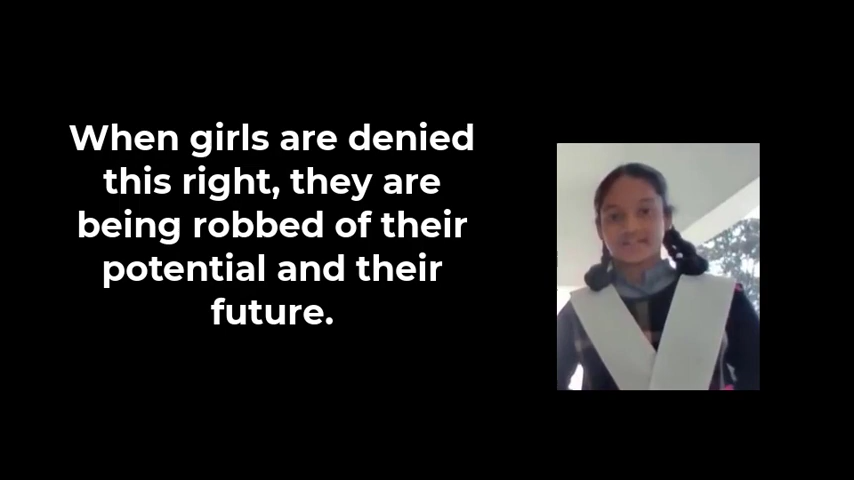 When girls are denied
this right, they are
being robbed of their
potential and their
future.